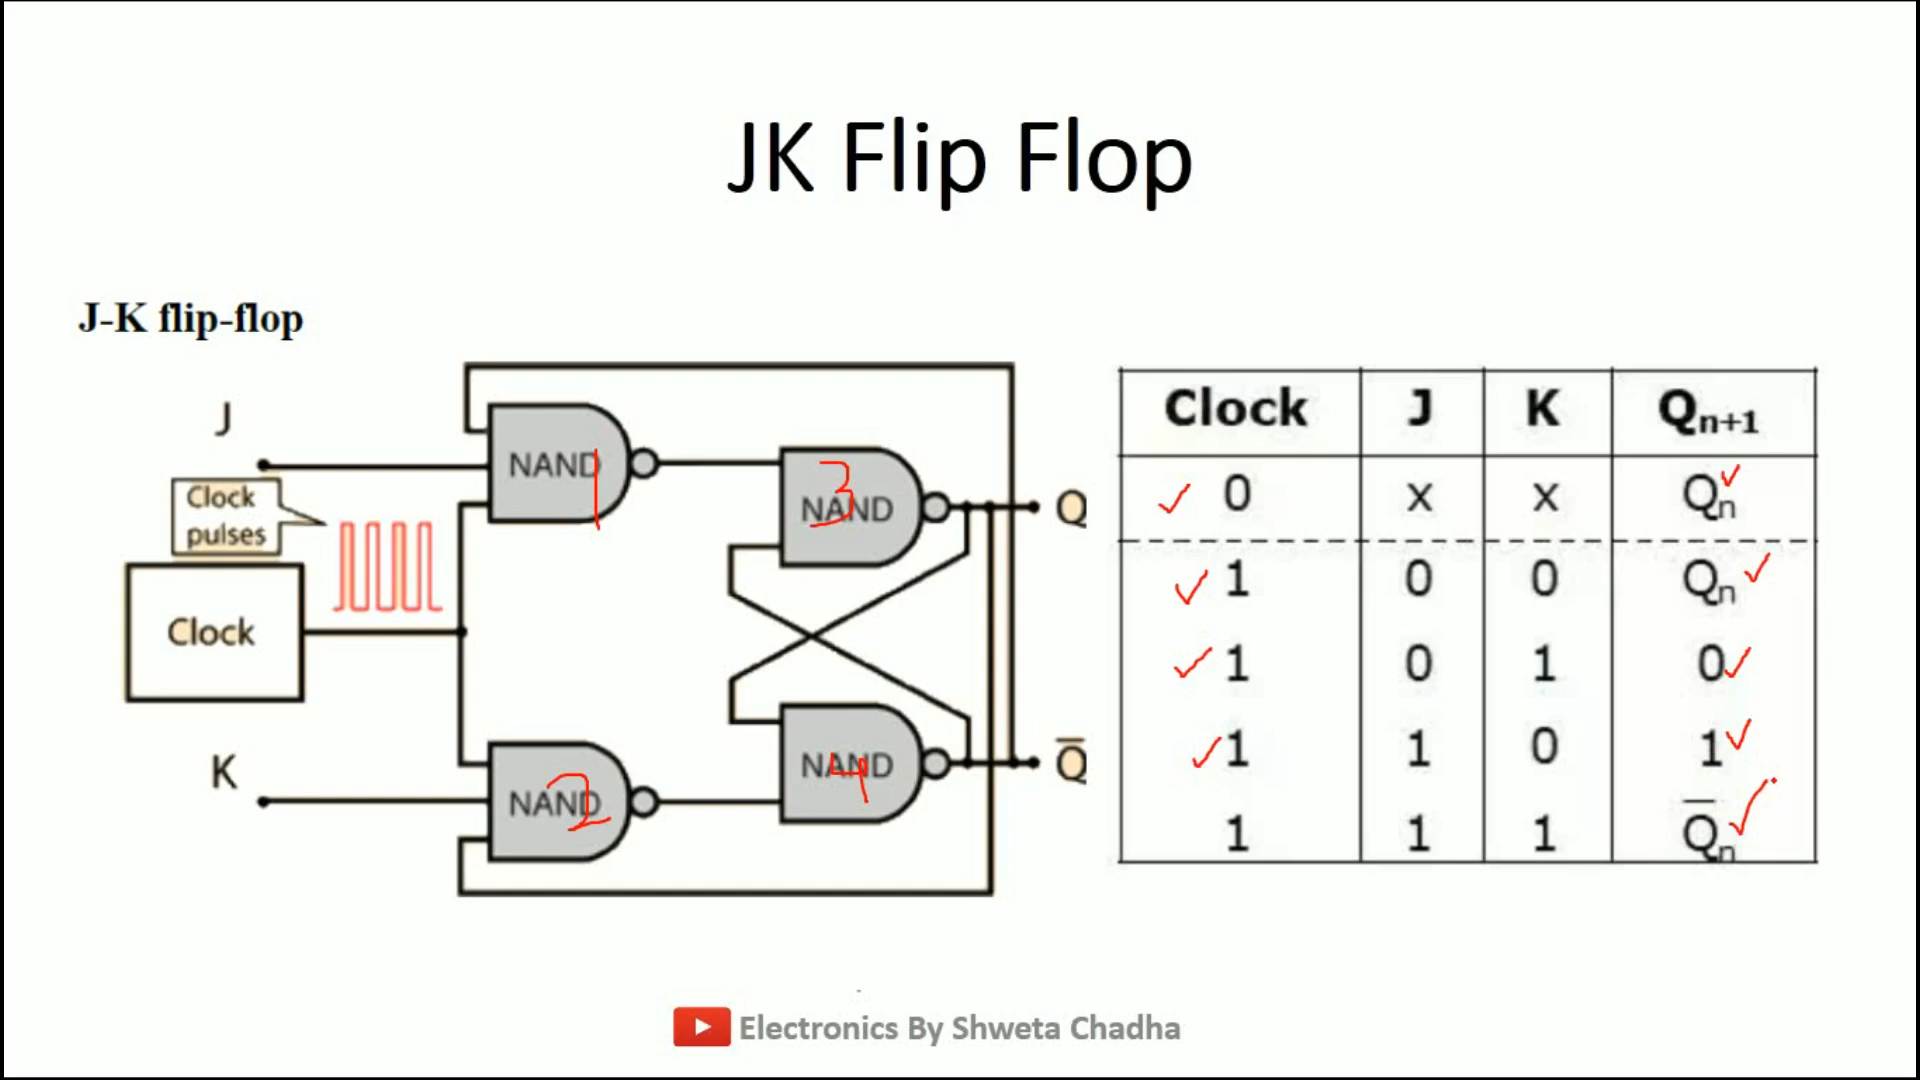 JK Flip Flop
J-K flip-flop
J
Clock
pulses
Clock
K
NAND 1
NAND 2
NAND 3
NAND 4
Q
Q̅
Clock J K Qn+1
0 x x Qn
1 0 0 Qn
1 0 1 0
1 1 0 1
1 1 1 Q̅n
Electronics By Shweta Chadha